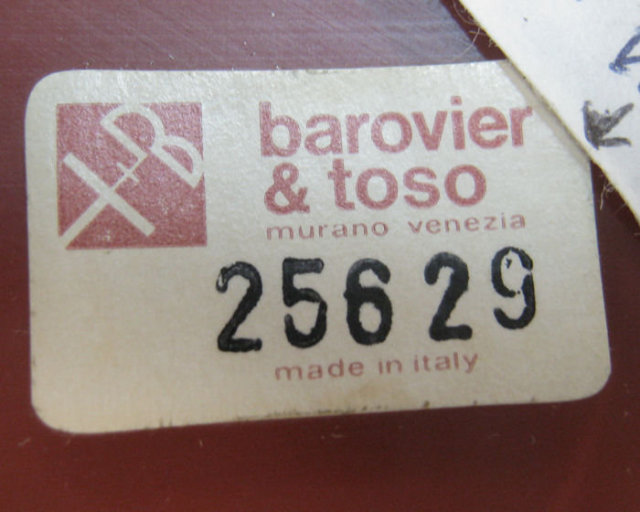 barovier
& toso
murano venezia
25629
made in italy